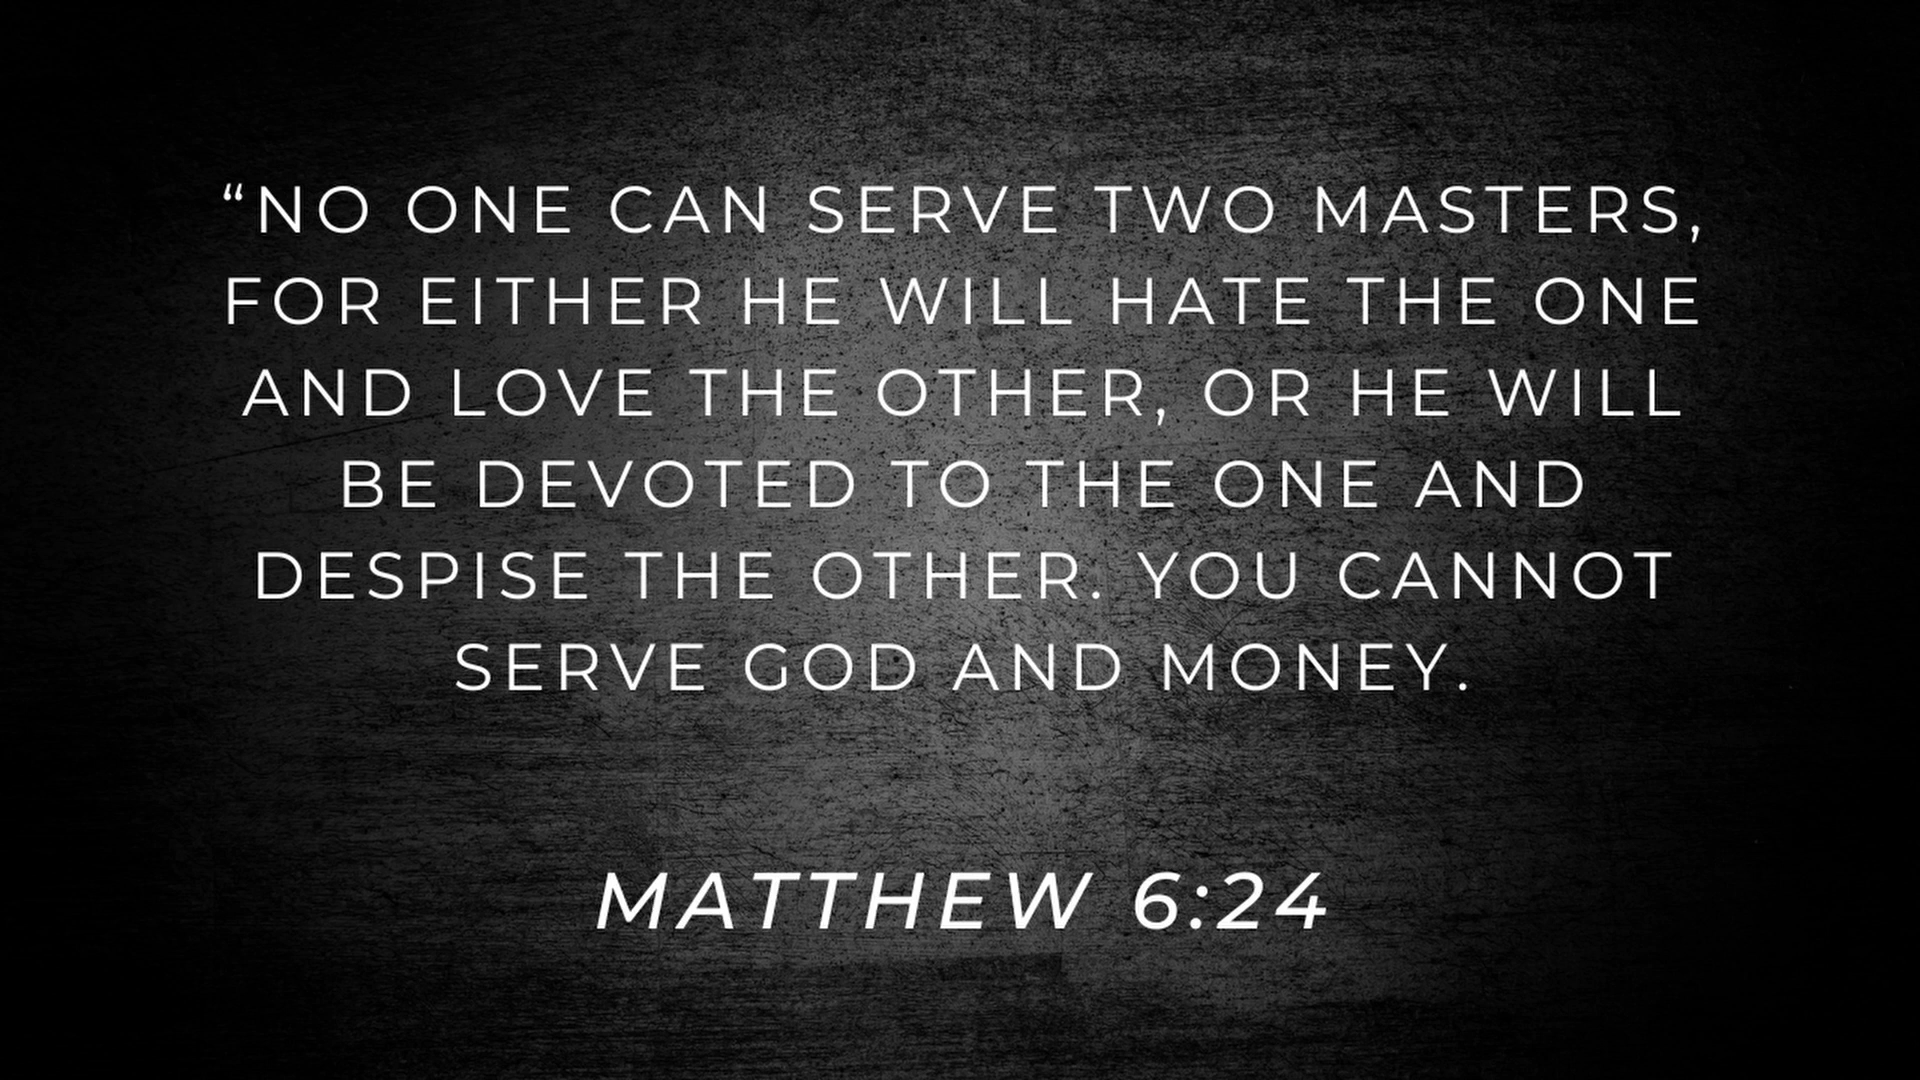 “NO ONE CAN SERVE TWO MASTERS,
FOR EITHER HE WILL HATE THE ONE
AND LOVE THE OTHER, OR HE WILL
BE DEVOTED TO THE ONE AND
DESPISE THE OTHER. YOU CANNOT
SERVE GOD AND MONEY.
MATTHEW 6:24